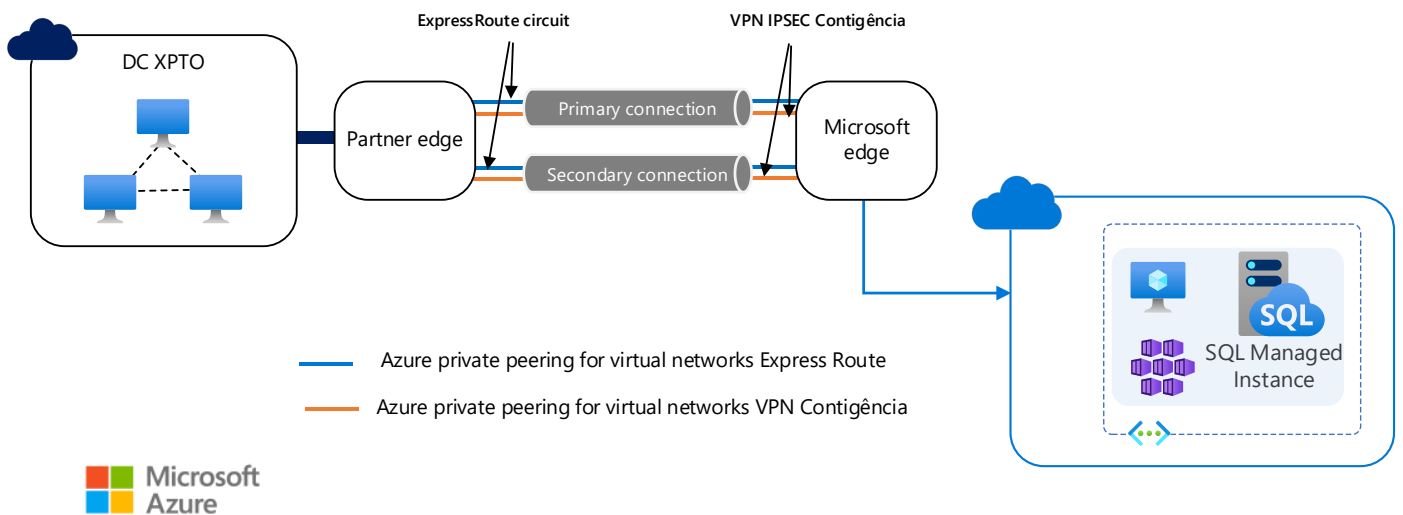 ExpressRoute circuit
VPN IPSEC Contigência
DC XPTO
Partner edge
Primary connection
Secondary connection
Microsoft
edge
SQL
SQL Managed
Instance
Azure private peering for virtual networks Express Route
Azure private peering for virtual networks VPN Contigência
Microsoft
Azure